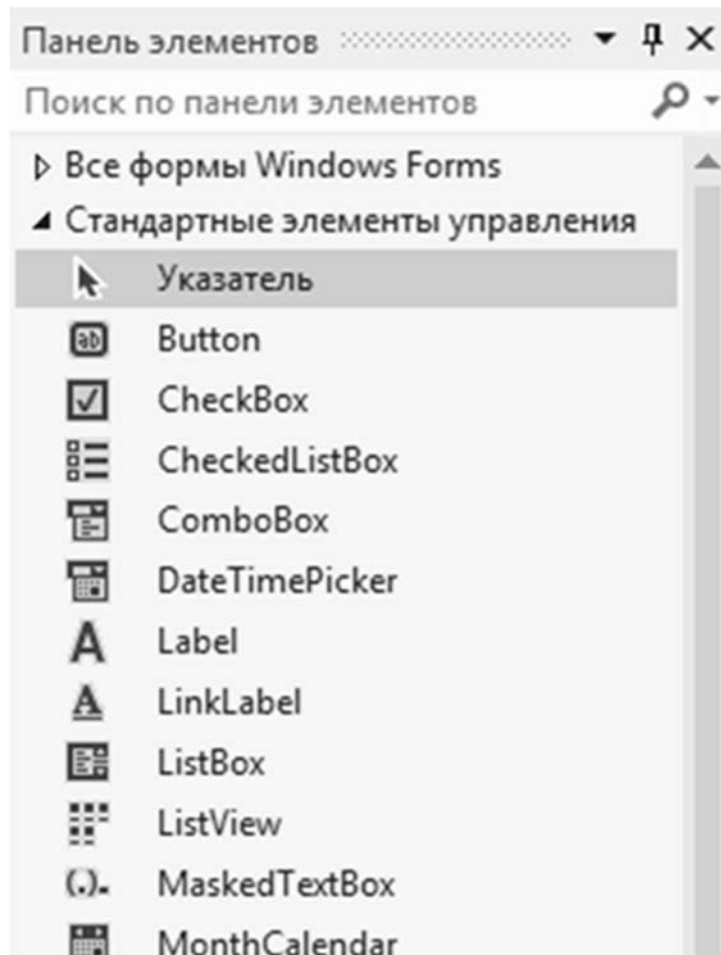 Панель элементов
Поиск по панели элементов
Все формы Windows Forms
Стандартные элементы управления
Указатель
Button
CheckBox
CheckedListBox
ComboBox
DateTimePicker
Label
LinkLabel
ListBox
ListView
MaskedTextBox
MonthCalendar